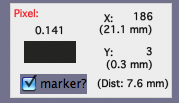 Pixel:
0.141
X: 186
(21.1 mm)
Y: 3
(0.3 mm)
marker?
(Dist: 7.6 mm)